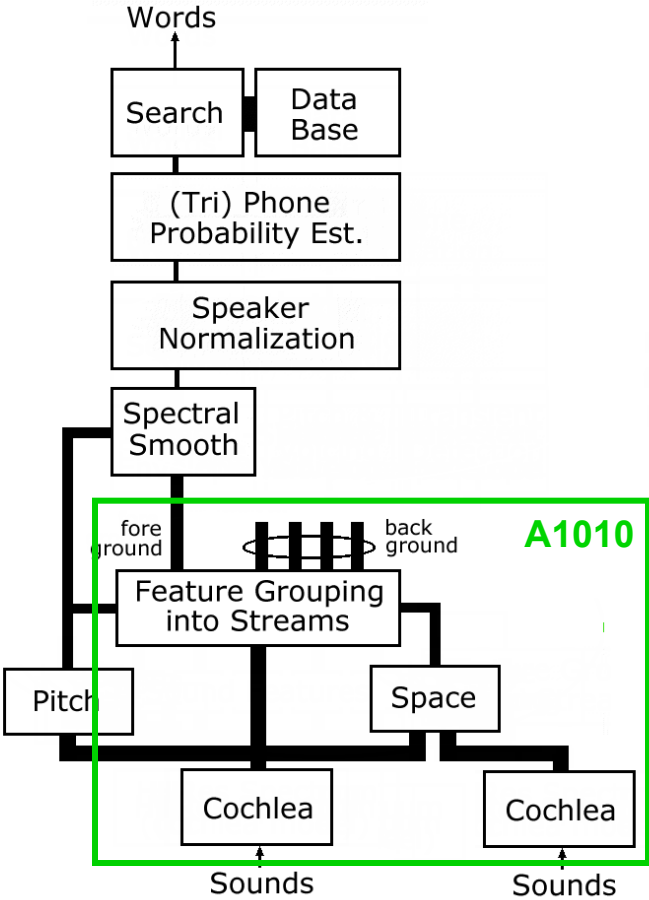 Words
Search
Data
Base
(Tri) Phone
Probability Est.
Speaker
Normalization
Spectral
Smooth
fore
ground
back
ground
A1010
Feature Grouping
into Streams
Pitch
Space
Cochlea
Cochlea
Sounds
Sounds